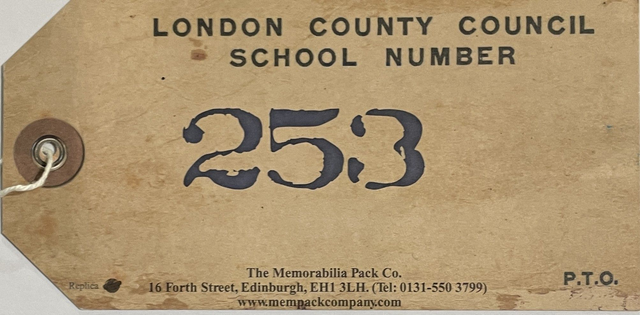 LONDON COUNTY COUNCIL
SCHOOL NUMBER
253
The Memorabilia Pack Co.
Replica
16 Forth Street, Edinburgh, EH1 3LH. (Tel: 0131-550 3799)
www.mempackcompany.com
P.T.O.